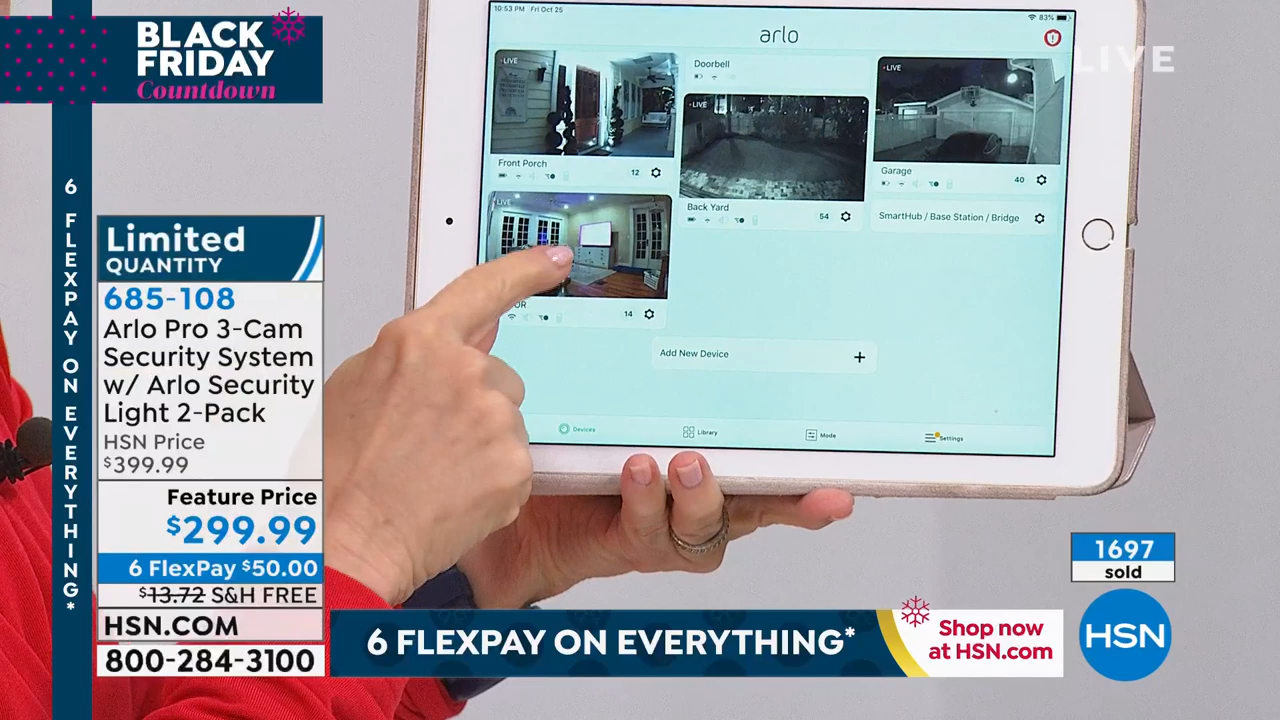 BLACK
FRIDAY
Countdown
6 FLEXPAY ON EVERYTHING*
Limited
QUANTITY
685-108
Arlo Pro 3-Cam
Security System
w/ Arlo Security
Light 2-Pack
HSN Price
$399.99
Feature Price
$299.99
6 FlexPay $50.00
$13.72 S&H FREE
HSN.COM
800-284-3100
10:53 PM Fri Oct 25
83%
arlo
LIVE
LIVE
Front Porch
12
Doorbell
LIVE
Back Yard
54
LIVE
Garage
40
SmartHub / Base Station / Bridge
LIVE
14
Add New Device
Devices
Library
Mode
Settings
1697
sold
6 FLEXPAY ON EVERYTHING*
Shop now
at HSN.com
HSN